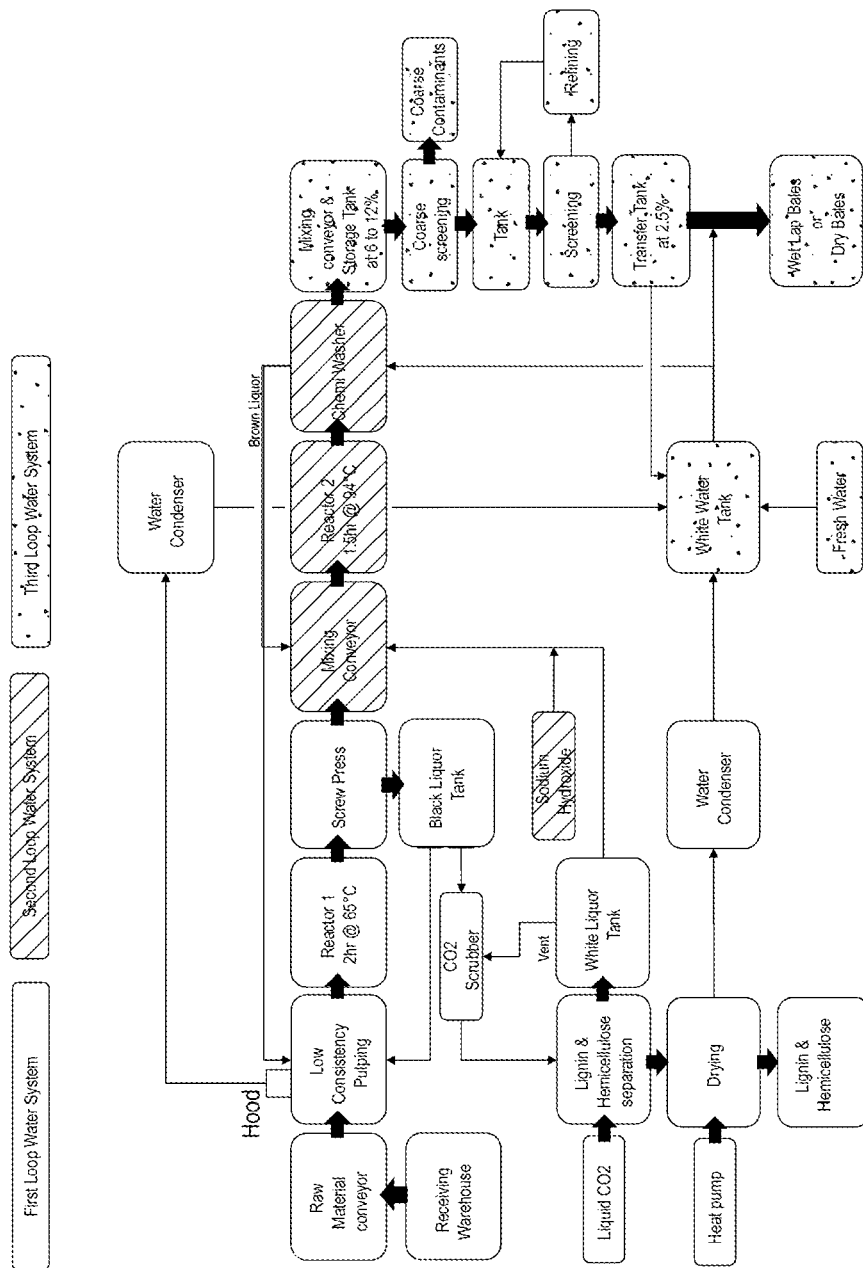 First Loop Water System
Second Loop Water System
Third Loop Water System
Hood
Water
Condenser
Brown Liquor
Raw
Material
conveyor
Low
Consistency
Pulping
Reactor 1
2hr @ 65°C
Screw Press
Mixing
Conveyor
Reactor 2
1.5hr @ 94°C
Chemi Washer
Mixing
conveyor &
Storage Tank
at 6 to 12%
Receiving
Warehouse
Black Liquor
Tank
Coarse
screening
Coarse
Contaminants
CO2
Scrubber
Vent
Tank
Liquid CO2
Lignin &
Hemicellulose
separation
White Liquor
Tank
Sodium
Hydroxide
Screening
Refining
Heat pump
Drying
Water
Condenser
White Water
Tank
Transfer Tank
at 2.5%
Lignin &
Hemicellulose
Fresh Water
Wet Lap Bales
or
Dry Bales